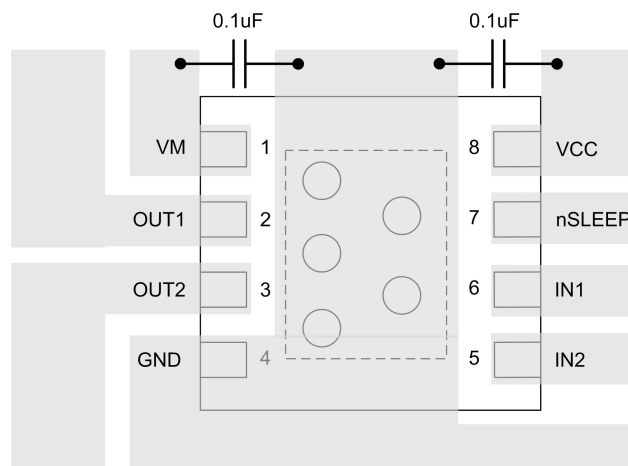 0.1uF 0.1uF
VM 1 8 VCC
OUT1 2 7 nSLEEP
OUT2 3 6 IN1
GND 4 5 IN2